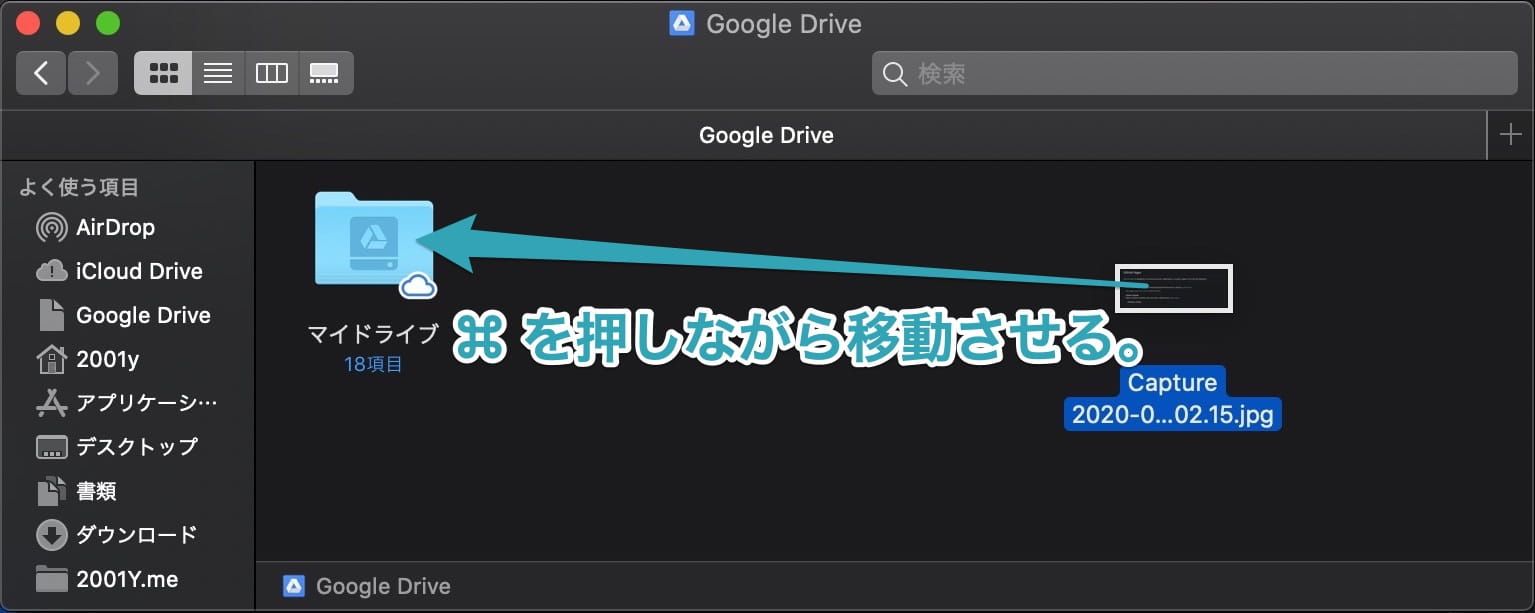 Google Drive
検索
Google Drive
よく使う項目
AirDrop
iCloud Drive
Google Drive
2001y
アプリケーシ…
デスクトップ
書類
ダウンロード
2001Y.me
マイドライブ
18項目
⌘ を押しながら移動させる。
Capture
2020-0...02.15.jpg
Google Drive